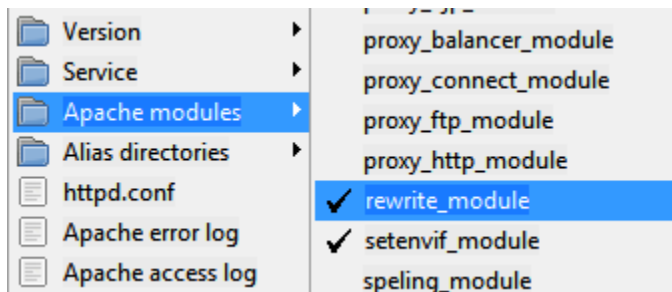 Version
Service
Apache modules
Alias directories
httpd.conf
Apache error log
Apache access log
proxy_balancer_module
proxy_connect_module
proxy_ftp_module
proxy_http_module
rewrite_module
setenvif_module
speling_module